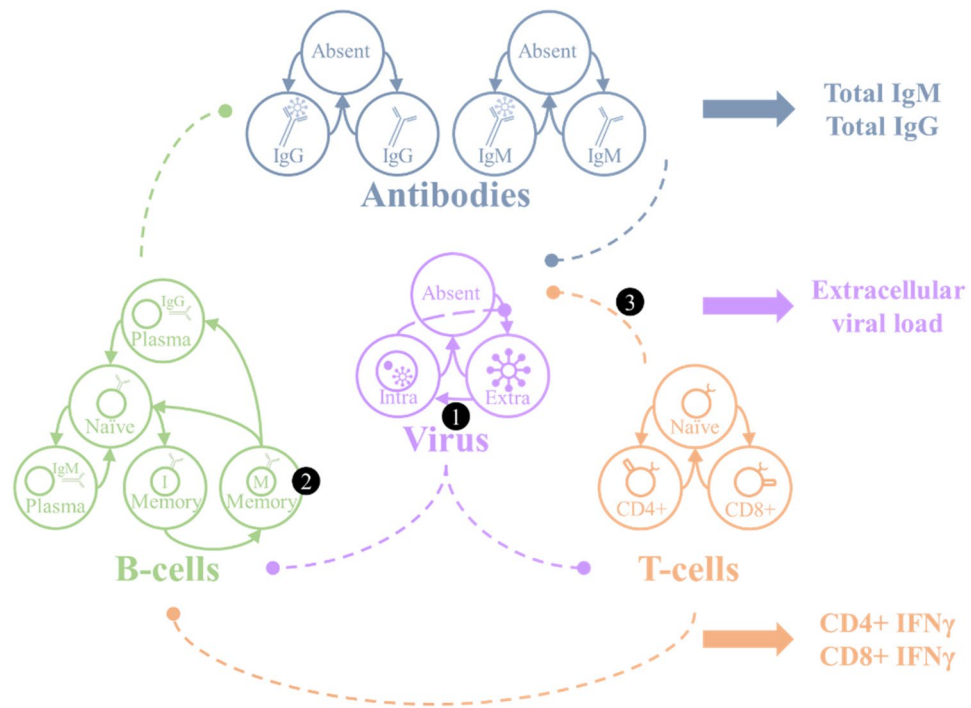 Absent
Absent
IgG
IgG
IgM
IgM
Antibodies
Total IgM
Total IgG
Absent
Intra
Extra
1
Virus
3
Extracellular
viral load
IgG
Plasma
Naïve
IgM
Plasma
I
Memory
M
Memory
2
B-cells
Naïve
CD4+
CD8+
T-cells
CD4+ IFNγ
CD8+ IFNγ